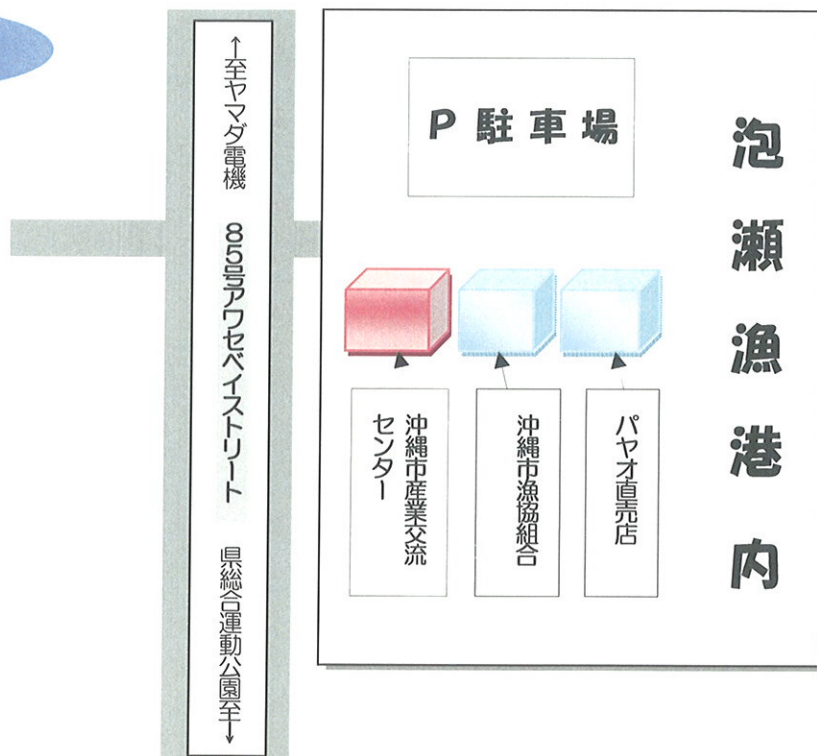 ←至ヤマダ電機
85号アワセベイストリート
県総合運動公園至→
P駐車場
泡瀬漁港内
パヤオ直売店
沖縄市漁協組合
沖縄市産業交流
センター